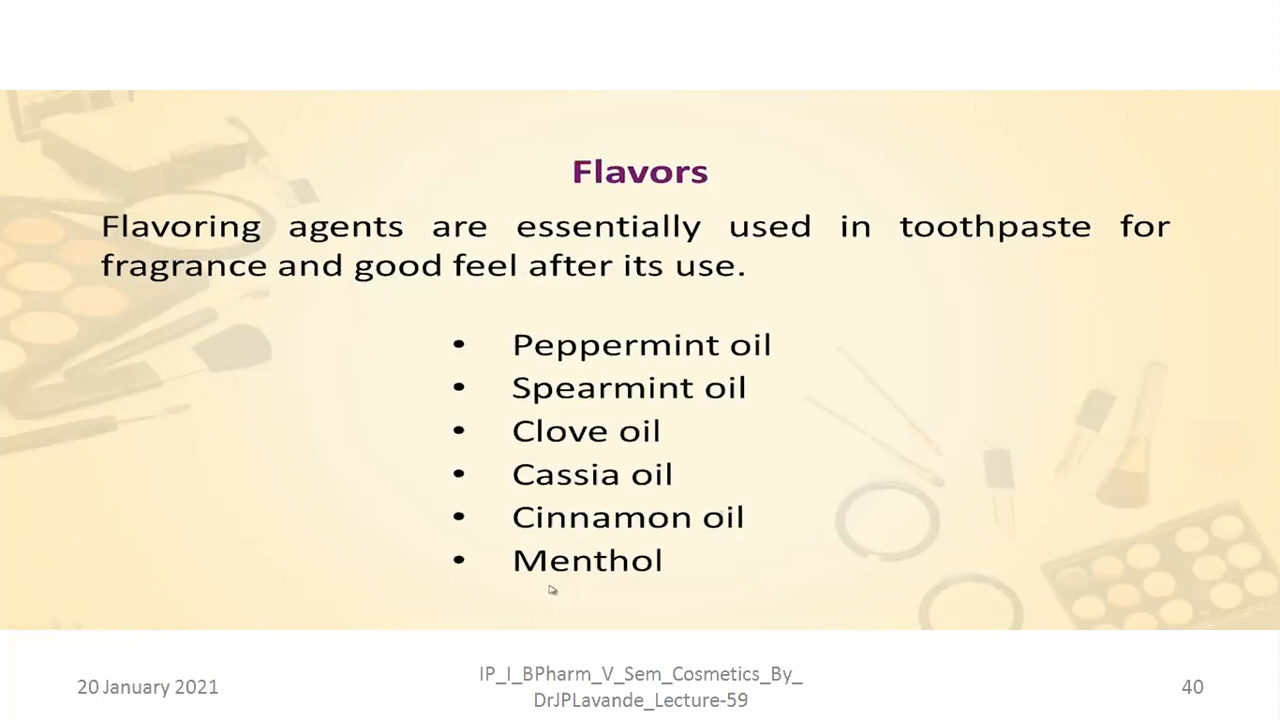 Flavors
Flavoring agents are essentially used in toothpaste for
fragrance and good feel after its use.
• Peppermint oil
• Spearmint oil
• Clove oil
• Cassia oil
• Cinnamon oil
• Menthol
20 January 2021
IP_I_BPharm_V_Sem_Cosmetics_By_
DrJPLavande_Lecture-59
40